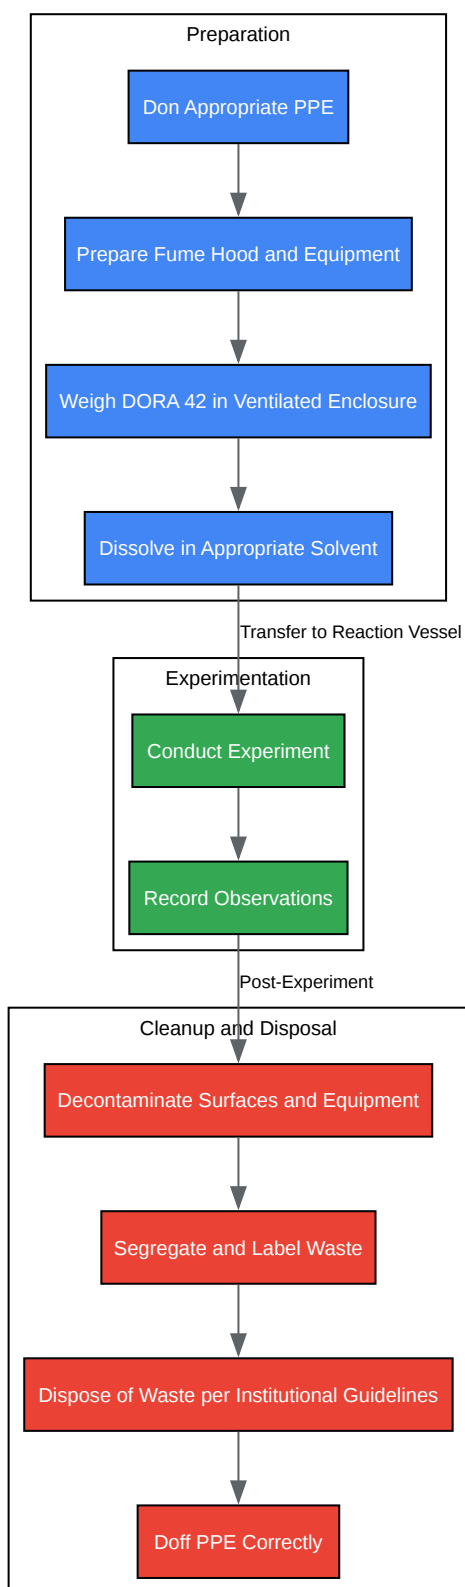 Preparation
Don Appropriate PPE
Prepare Fume Hood and Equipment
Weigh DORA 42 in Ventilated Enclosure
Dissolve in Appropriate Solvent
Transfer to Reaction Vessel
Experimentation
Conduct Experiment
Record Observations
Post-Experiment
Cleanup and Disposal
Decontaminate Surfaces and Equipment
Segregate and Label Waste
Dispose of Waste per Institutional Guidelines
Doff PPE Correctly